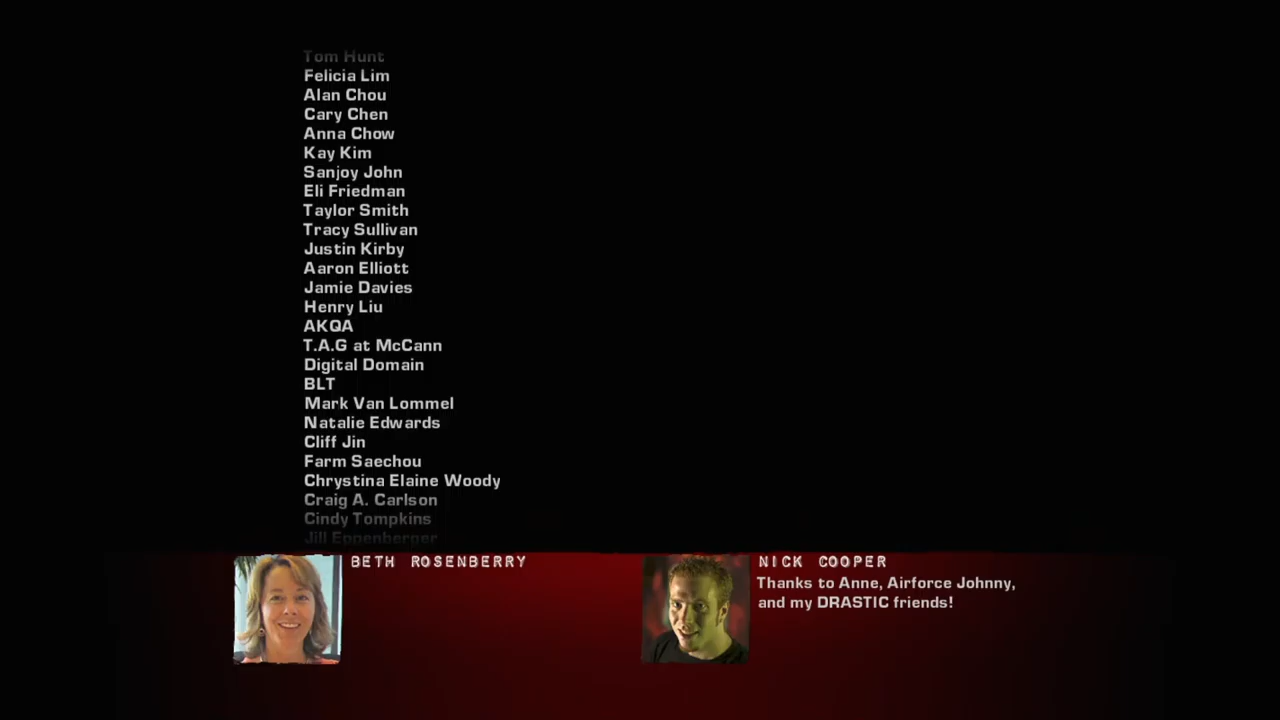 Tom Hunt
Felicia Lim
Alan Chou
Cary Chen
Anna Chow
Kay Kim
Sanjoy John
Eli Friedman
Taylor Smith
Tracy Sullivan
Justin Kirby
Aaron Elliott
Jamie Davies
Henry Liu
AKQA
T.A.G at McCann
Digital Domain
BLT
Mark Van Lommel
Natalie Edwards
Cliff Jin
Farm Saechou
Chrystina Elaine Woody
Craig A. Carlson
Cindy Tompkins
Jill Eppenberger
BETH ROSENBERRY
NICK COOPER
Thanks to Anne, Airforce Johnny,
and my DRASTIC friends!